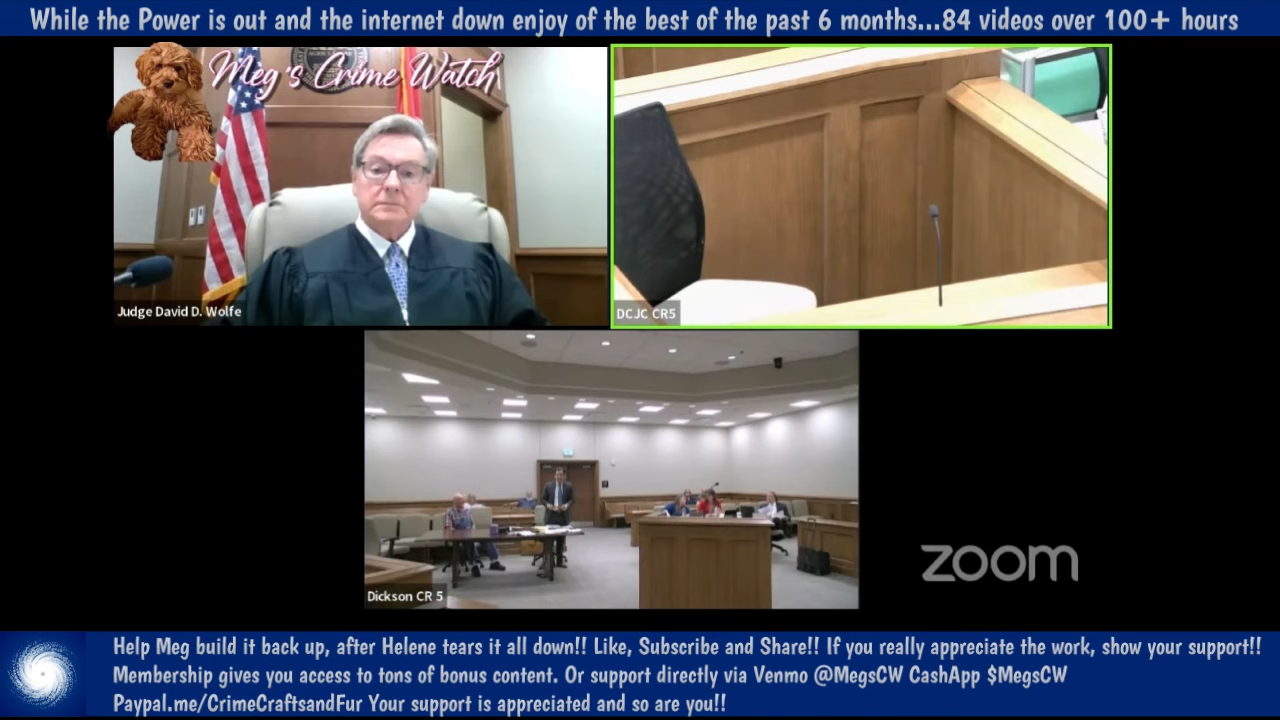 While the Power is out and the internet down enjoy of the best of the past 6 months...84 videos over 100+ hours
Meg's Crime Watch
Judge David D. Wolfe
DCJC CR5
Dickson CR 5
zoom
Help Meg build it back up, after Helene tears it all down!! Like, Subscribe and Share!! If you really appreciate the work, show your support!!
Membership gives you access to tons of bonus content. Or support directly via Venmo @MegsCW CashApp $MegsCW
Paypal.me/CrimeCraftsandFur Your support is appreciated and so are you!!